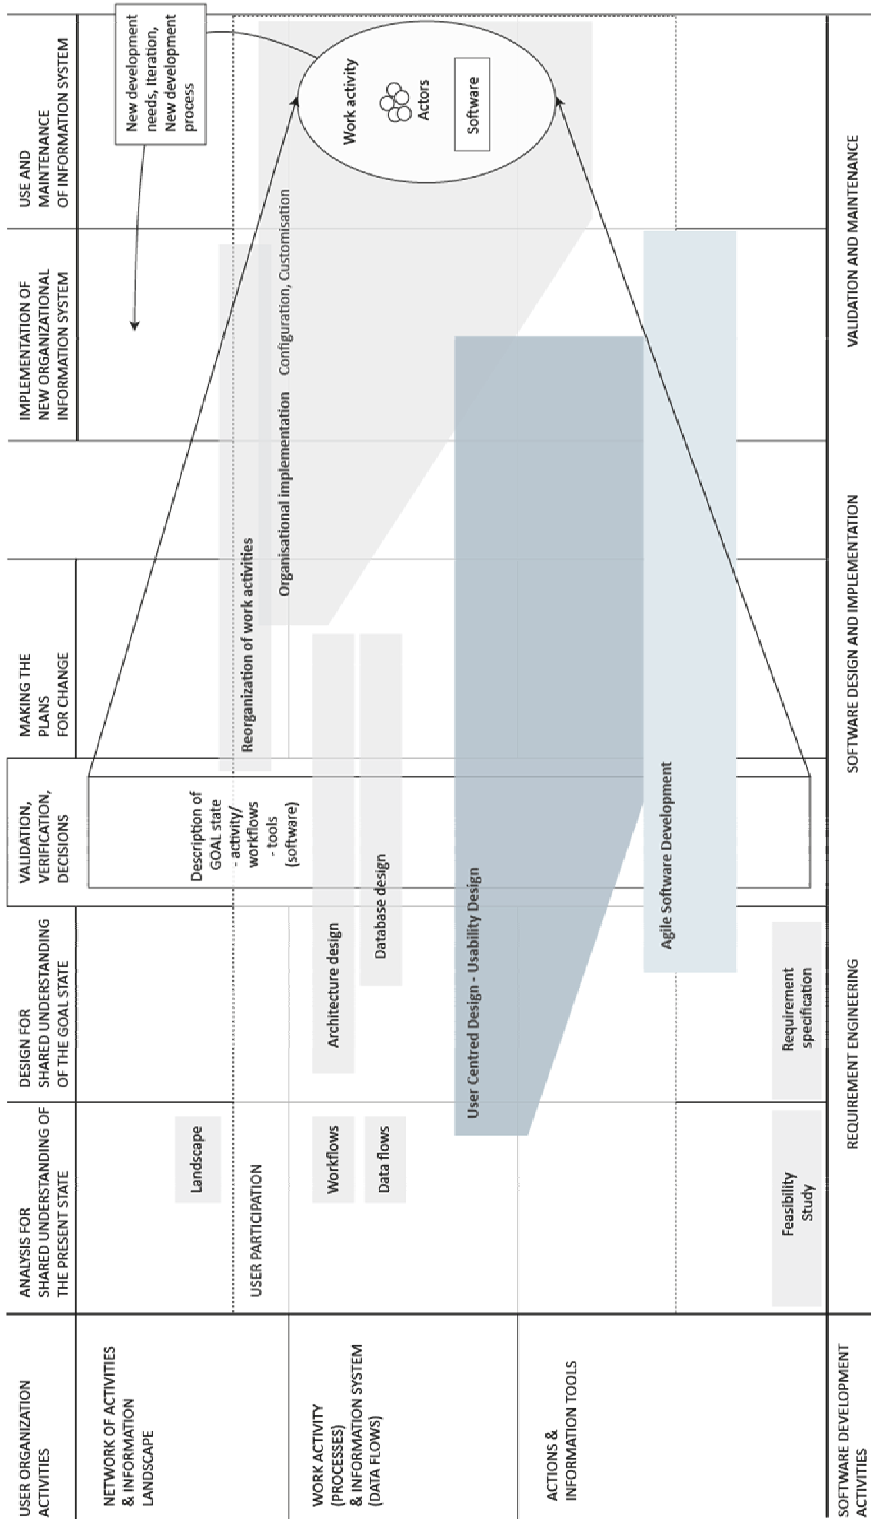 USER ORGANIZATION
ACTIVITIES
ANALYSIS FOR
SHARED UNDERSTANDING OF
THE PRESENT STATE
DESIGN FOR
SHARED UNDERSTANDING
OF THE GOAL STATE
VALIDATION,
VERIFICATION,
DECISIONS
MAKING THE
PLANS
FOR CHANGE
IMPLEMENTATION OF
NEW ORGANIZATIONAL
INFORMATION SYSTEM
USE AND
MAINTENANCE
OF INFORMATION SYSTEM
NETWORK OF ACTIVITIES
& INFORMATION
LANDSCAPE
Landscape
Description of
GOAL state
- activity/
workflows
- tools
(software)
New development
needs, Iteration,
New development
process
USER PARTICIPATION
Reorganization of work activities
Organisational implementation
Configuration, Customisation
WORK ACTIVITY
(PROCESSES)
& INFORMATION SYSTEM
(DATA FLOWS)
Workflows
Data flows
Architecture design
Database design
Work activity
Actors
Software
User Centred Design - Usability Design
ACTIONS &
INFORMATION TOOLS
Agile Software Development
Feasibility
Study
Requirement
specification
SOFTWARE DEVELOPMENT
ACTIVITIES
REQUIREMENT ENGINEERING
SOFTWARE DESIGN AND IMPLEMENTATION
VALIDATION AND MAINTENANCE